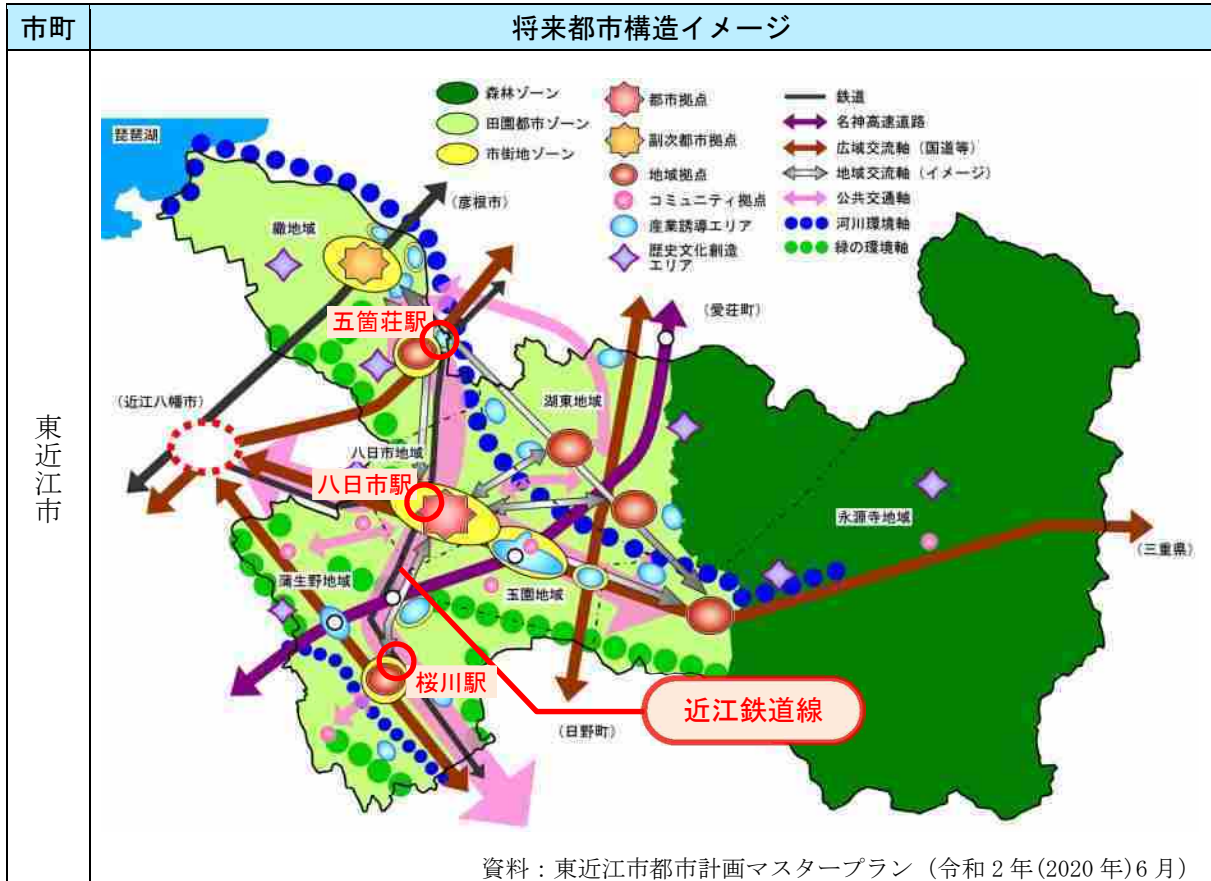 市町
将来都市構造イメージ
東近江市
森林ゾーン
田園都市ゾーン
市街地ゾーン
都市拠点
副次都市拠点
地域拠点
コミュニティ拠点
産業誘導エリア
歴史文化創造
エリア
鉄道
名神高速道路
広域交流軸（国道等）
地域交流軸（イメージ）
公共交通軸
河川環境軸
緑の環境軸
琵琶湖
（彦根市）
繖地域
（愛荘町）
五箇荘駅
（近江八幡市）
湖東地域
八日市地域
八日市駅
永源寺地域
（三重県）
蒲生野地域
玉園地域
桜川駅
近江鉄道線
（日野町）
資料：東近江市都市計画マスタープラン（令和２年(2020年)6月）